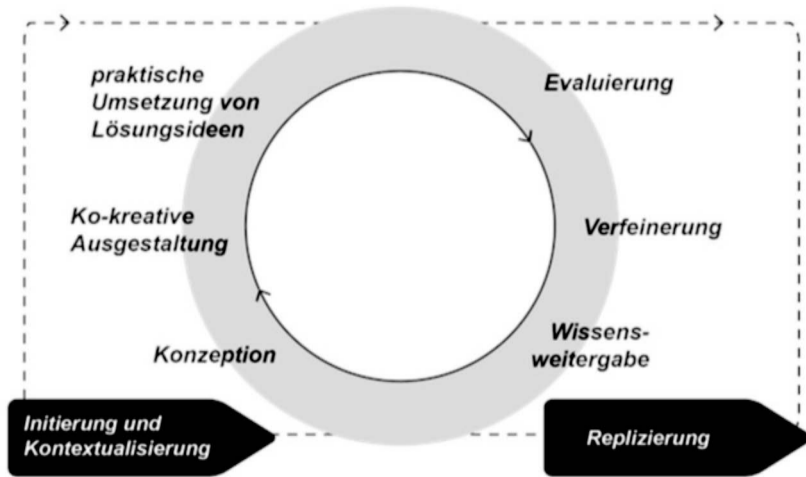 praktische
Umsetzung von
Lösungsideen
Evaluierung
Ko-kreative
Ausgestaltung
Verfeinerung
Konzeption
Wissens-
weitergabe
Initierung und
Kontextualisierung
Replizierung